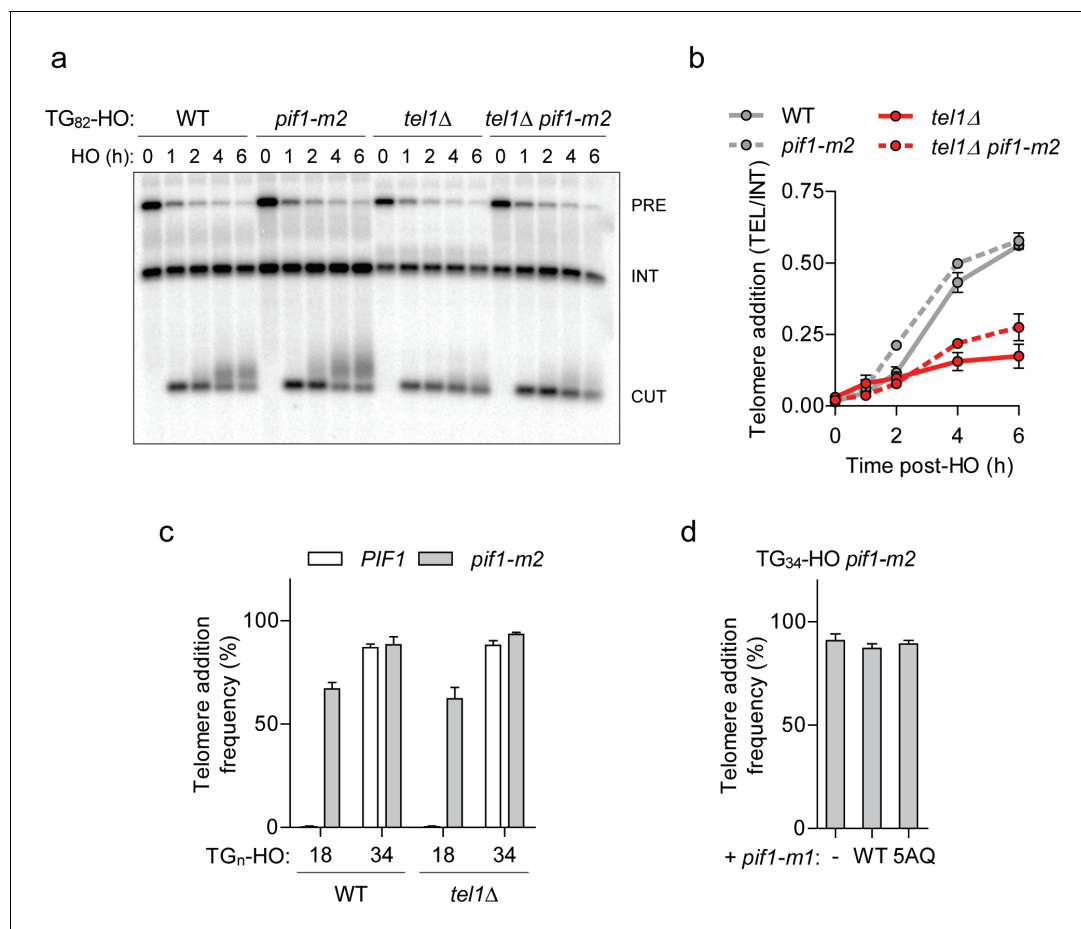 a
TG82-HO: WT pif1-m2 tel1Δ tel1Δ pif1-m2
HO (h): 0 1 2 4 6 0 1 2 4 6 0 1 2 4 6 0 1 2 4 6
PRE
INT
CUT
b
WT tel1Δ
pif1-m2 tel1Δ pif1-m2
Telomere addition (TEL/INT)
0.75
0.50
0.25
0.00
0 2 4 6
Time post-HO (h)
c
PIF1 pif1-m2
Telomere addition
frequency (%)
100
50
0
TGn-HO: 18 34 18 34
WT tel1Δ
d
TG34-HO pif1-m2
Telomere addition
frequency (%)
100
50
0
+ pif1-m1: - WT 5AQ